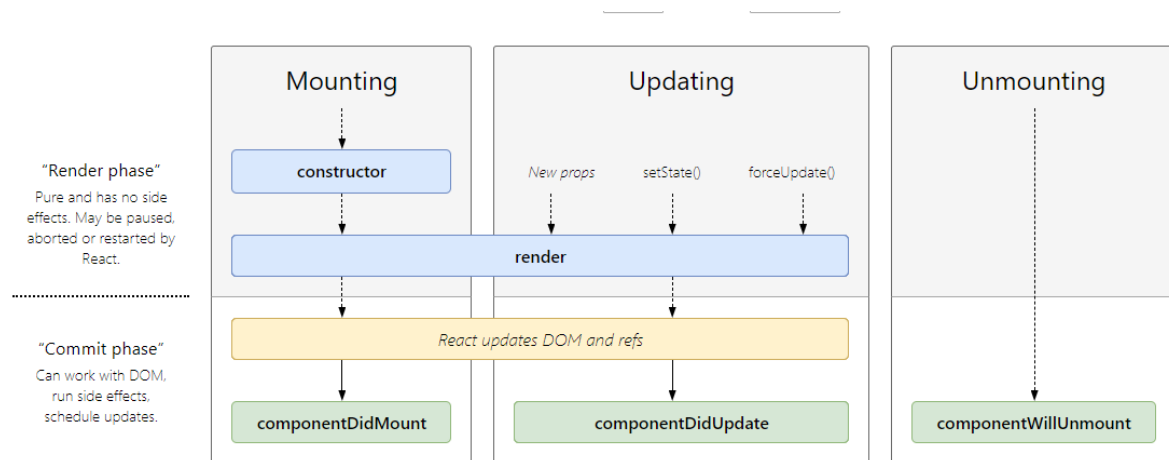 Mounting
Updating
Unmounting
“Render phase”
Pure and has no side
effects. May be paused,
aborted or restarted by
React.
constructor
New props
setState()
forceUpdate()
render
“Commit phase”
Can work with DOM,
run side effects,
schedule updates.
React updates DOM and refs
componentDidMount
componentDidUpdate
componentWillUnmount